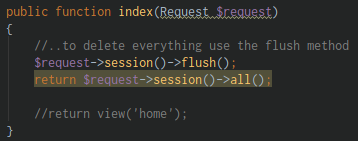 public function index(Request $request)
{
//..to delete everything use the flush method
$request->session()->flush();
return $request->session()->all();
//return view('home');
}